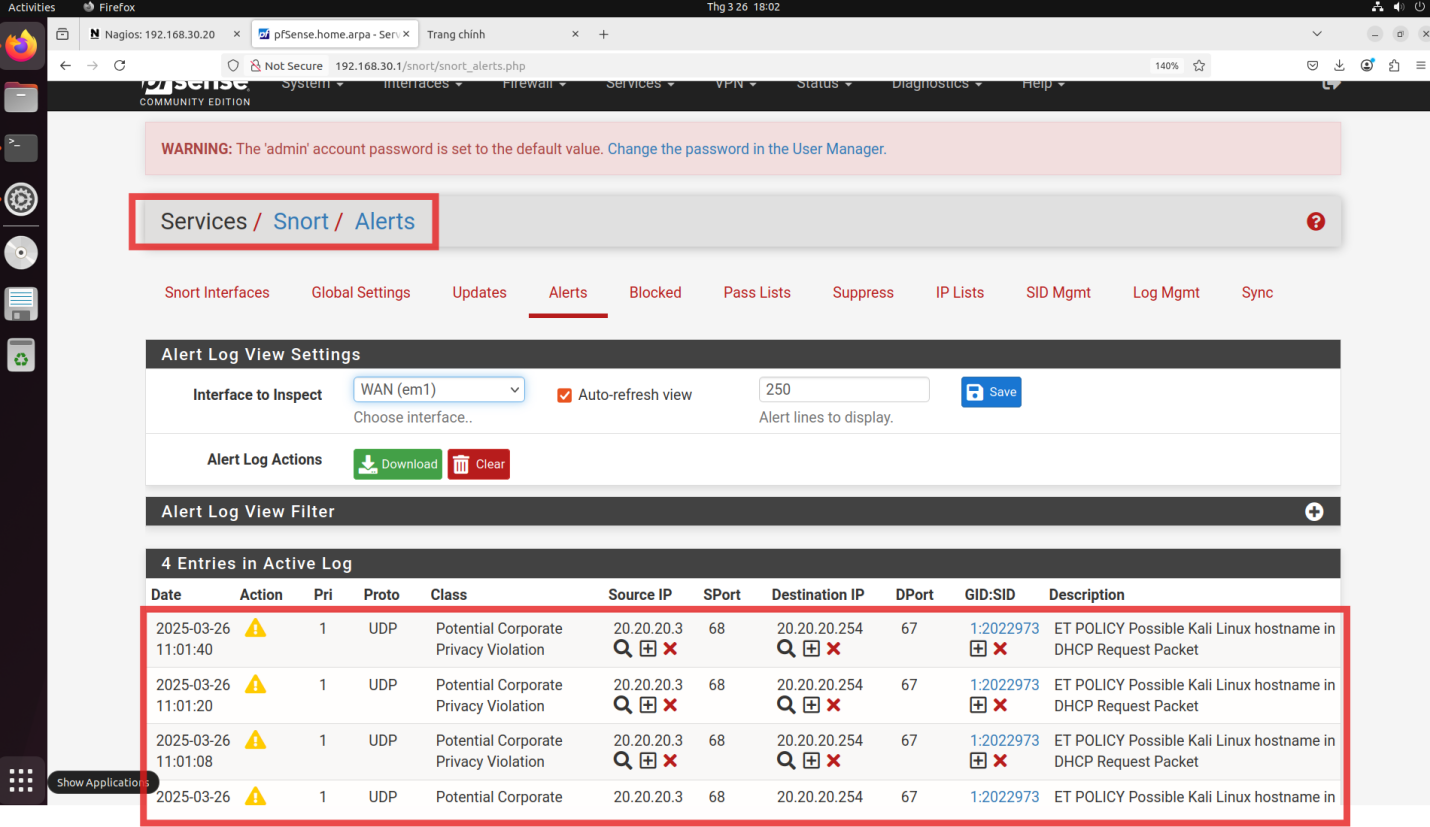 Activities Firefox Thg 3 26 18:02
Nagios: 192.168.30.20 × pfSense.home.arpa - Serv × Trang chính × +
Not Secure 192.168.30.1/snort/snort_alerts.php 140%
pfSense System Interfaces Firewall Services VPN Status Diagnostics Help
COMMUNITY EDITION
WARNING: The 'admin' account password is set to the default value. Change the password in the User Manager.
Services / Snort / Alerts
Snort Interfaces Global Settings Updates Alerts Blocked Pass Lists Suppress IP Lists SID Mgmt Log Mgmt Sync
Alert Log View Settings
Interface to Inspect WAN (em1) Auto-refresh view 250 Save
Choose interface.. Alert lines to display.
Alert Log Actions Download Clear
Alert Log View Filter
4 Entries in Active Log
Date Action Pri Proto Class Source IP SPort Destination IP DPort GID:SID Description
2025-03-26 1 UDP Potential Corporate 20.20.20.3 68 20.20.20.254 67 1:2022973 ET POLICY Possible Kali Linux hostname in
11:01:40 Privacy Violation DHCP Request Packet
2025-03-26 1 UDP Potential Corporate 20.20.20.3 68 20.20.20.254 67 1:2022973 ET POLICY Possible Kali Linux hostname in
11:01:20 Privacy Violation DHCP Request Packet
2025-03-26 1 UDP Potential Corporate 20.20.20.3 68 20.20.20.254 67 1:2022973 ET POLICY Possible Kali Linux hostname in
11:01:08 Privacy Violation DHCP Request Packet
Show Applications
2025-03-26 1 UDP Potential Corporate 20.20.20.3 68 20.20.20.254 67 1:2022973 ET POLICY Possible Kali Linux hostname in